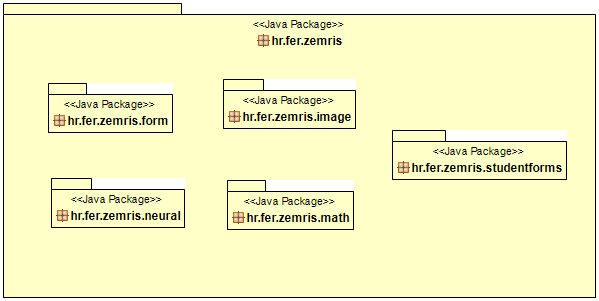 <<Java Package>>
hr.fer.zemris
<<Java Package>>
hr.fer.zemris.form
<<Java Package>>
hr.fer.zemris.image
<<Java Package>>
hr.fer.zemris.studentforms
<<Java Package>>
hr.fer.zemris.neural
<<Java Package>>
hr.fer.zemris.math